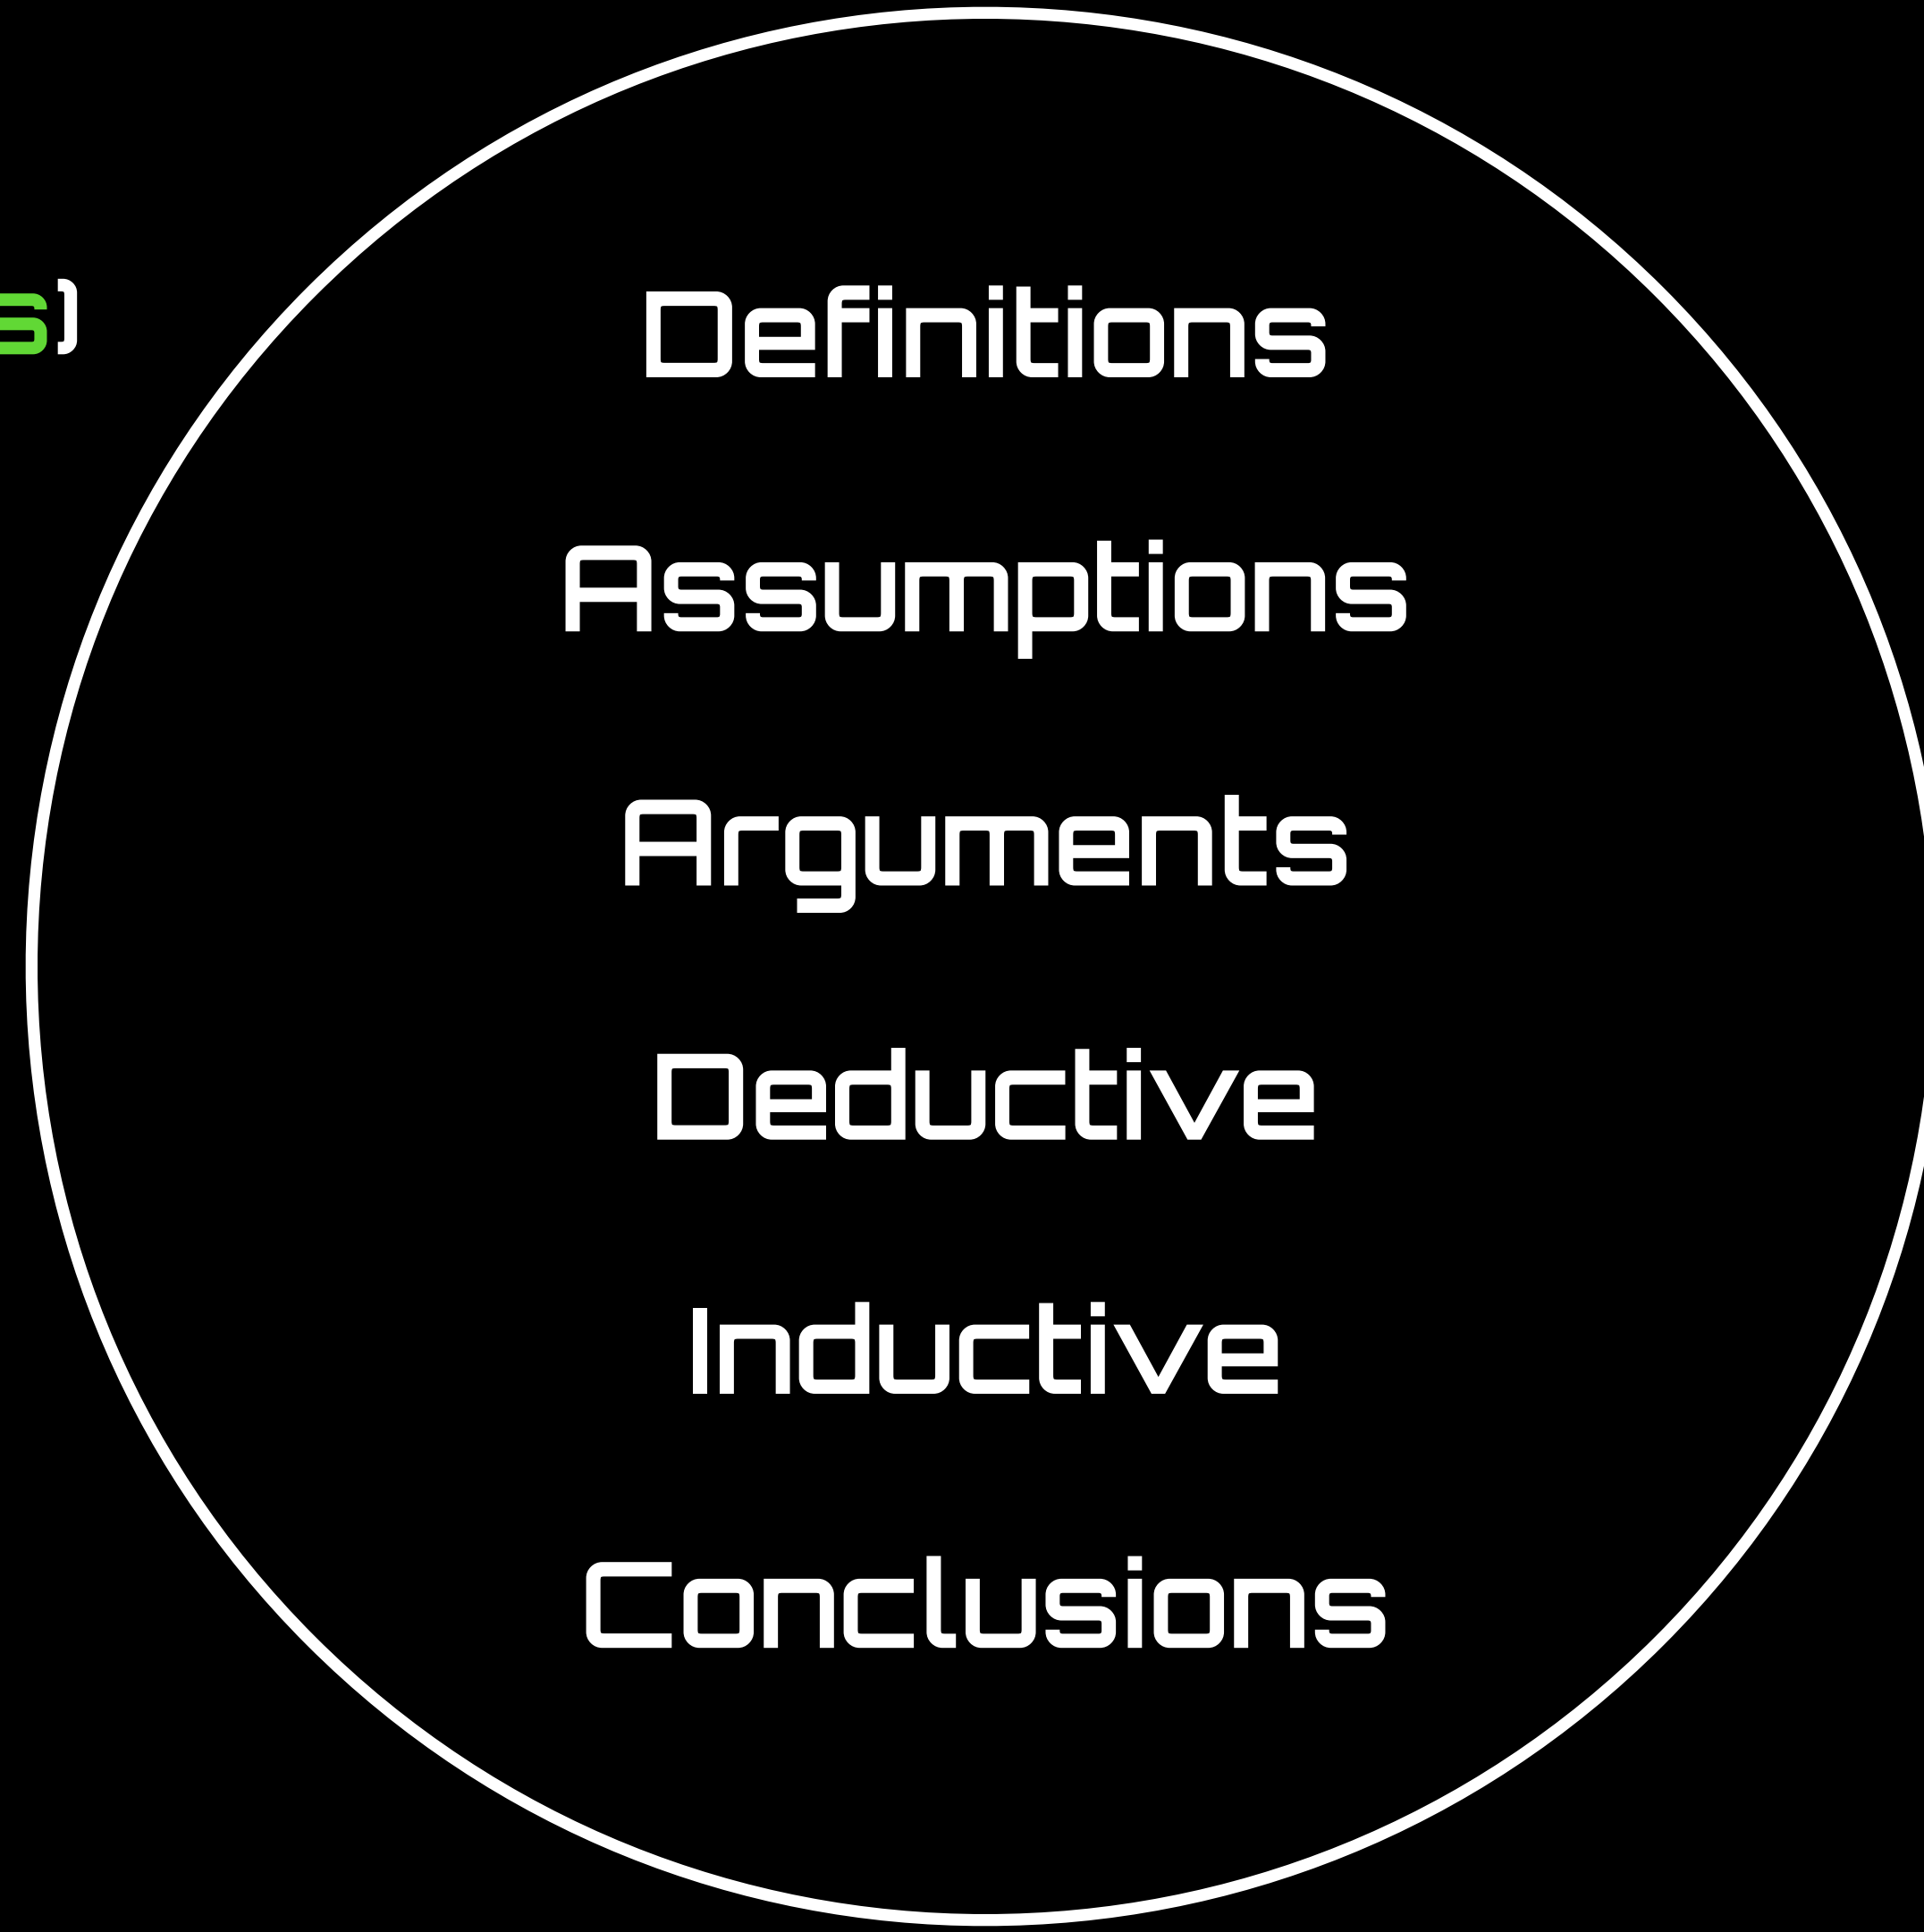 s)
Definitions
Assumptions
Arguments
Deductive
Inductive
Conclusions